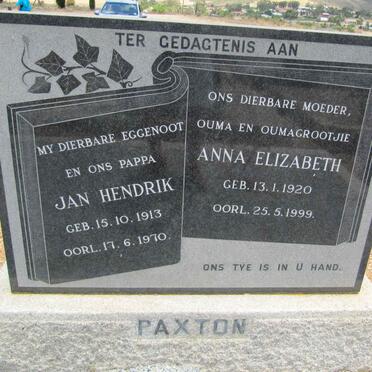 TER GEDAGTENIS AAN
MY DIERBARE EGGENOOT
EN ONS PAPPA
JAN HENDRIK
GEB. 15.10.1913
OORL. 17.6.1970.
ONS DIERBARE MOEDER,
OUMA EN OUMAGROOTJIE
ANNA ELIZABETH
GEB. 13.1.1920
OORL. 25.5.1999.
ONS TYE IS IN U HAND.
PAXTON